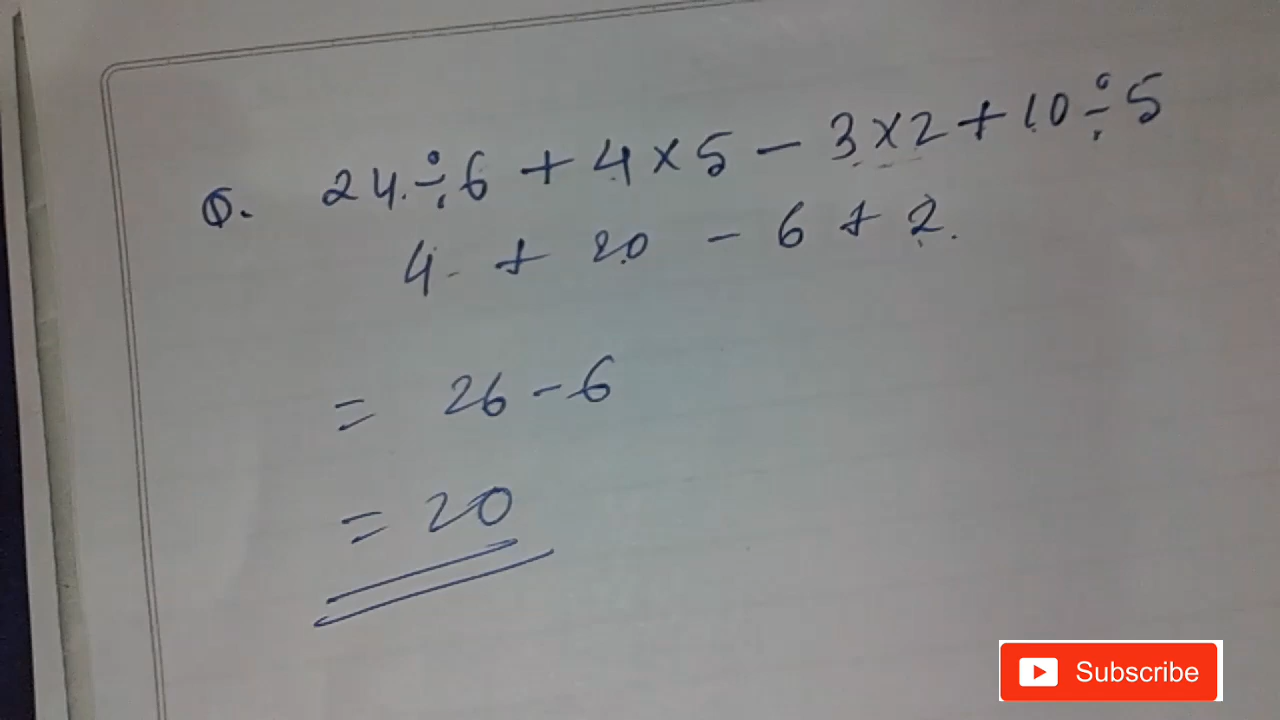 Q. 24 ÷ 6 + 4 × 5 - 3 × 2 + 10 ÷ 5
4 + 20 - 6 + 2
= 26 - 6
= 20
Subscribe